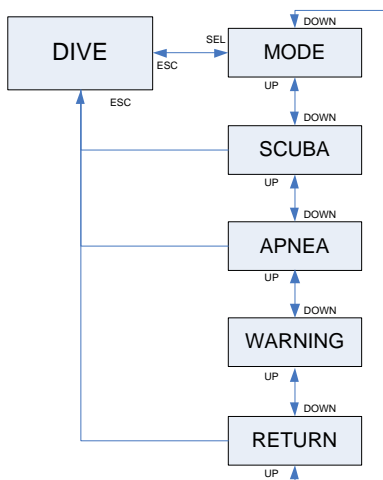 DOWN
DIVE
SEL
MODE
ESC
UP
ESC
DOWN
SCUBA
UP
DOWN
APNEA
UP
DOWN
WARNING
UP
DOWN
RETURN
UP